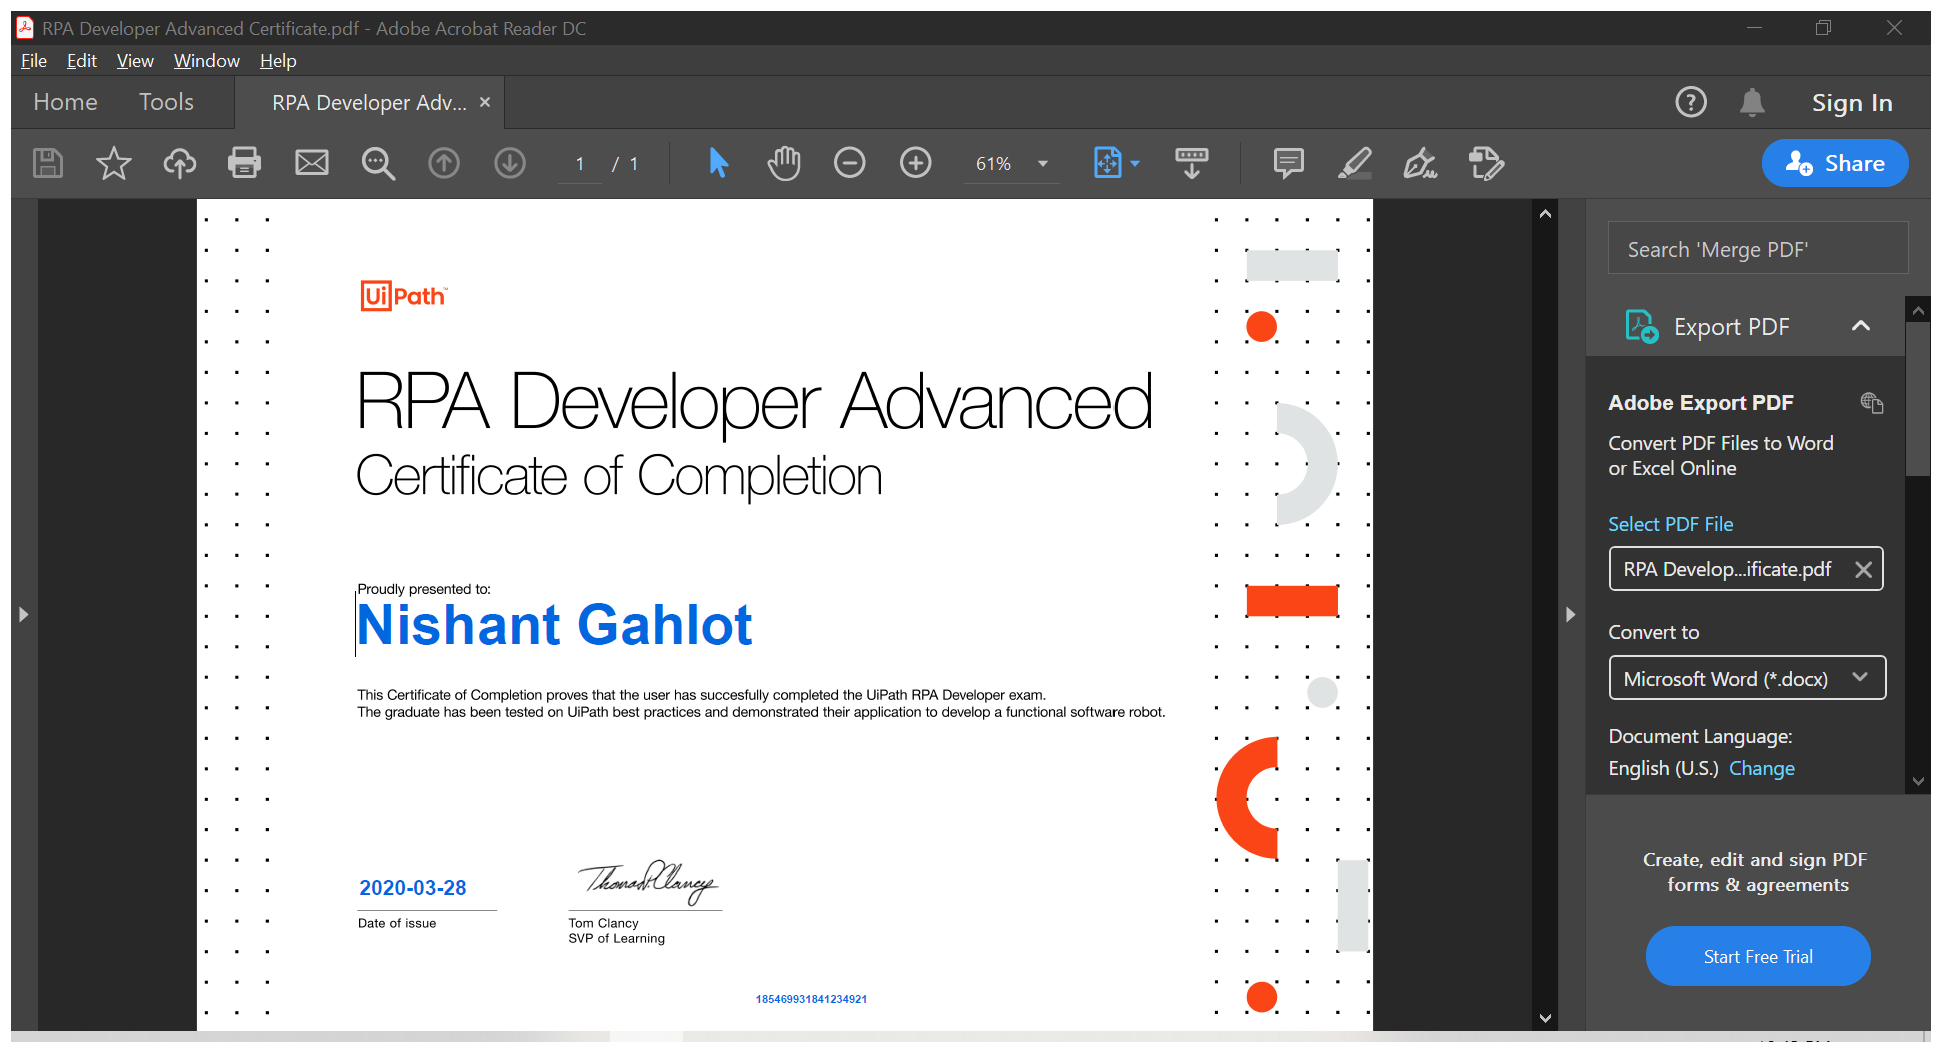 RPA Developer Advanced Certificate.pdf - Adobe Acrobat Reader DC
File Edit View Window Help
Home Tools RPA Developer Adv... × Sign In
1 / 1 61% Share
Search 'Merge PDF'
Export PDF
Adobe Export PDF
Convert PDF Files to Word
or Excel Online
Select PDF File
RPA Develop...ificate.pdf
Convert to
Microsoft Word (*.docx)
Document Language:
English (U.S.) Change
Create, edit and sign PDF
forms & agreements
Start Free Trial
UiPath™
RPA Developer Advanced
Certificate of Completion
Proudly presented to:
Nishant Gahlot
This Certificate of Completion proves that the user has succesfully completed the UiPath RPA Developer exam.
The graduate has been tested on UiPath best practices and demonstrated their application to develop a functional software robot.
2020-03-28
Date of issue
Thomas P. Clancy
Tom Clancy
SVP of Learning
185469931841234921